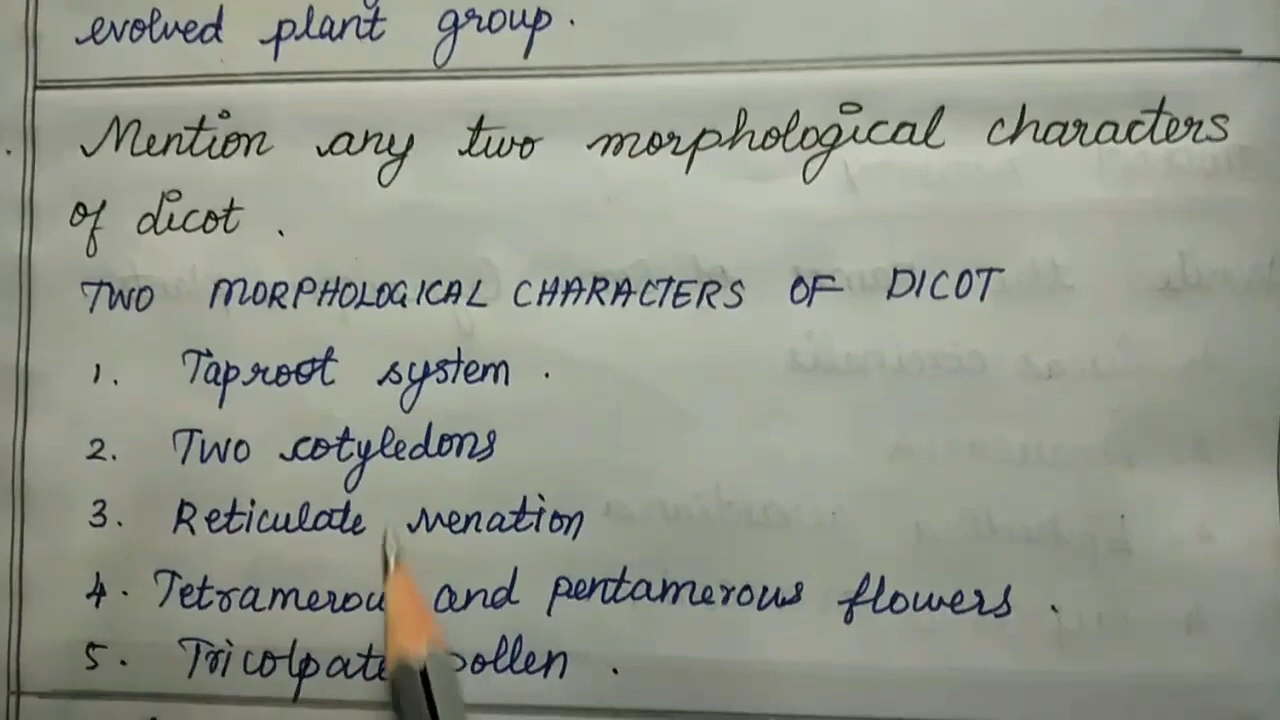 evolved plant group.
Mention any two morphological characters
of dicot.
TWO MORPHOLOGICAL CHARACTERS OF DICOT
1. Taproot system.
2. Two cotyledons
3. Reticulate venation
4. Tetramerou and pentamerous flowers.
5. Tricolpate pollen.